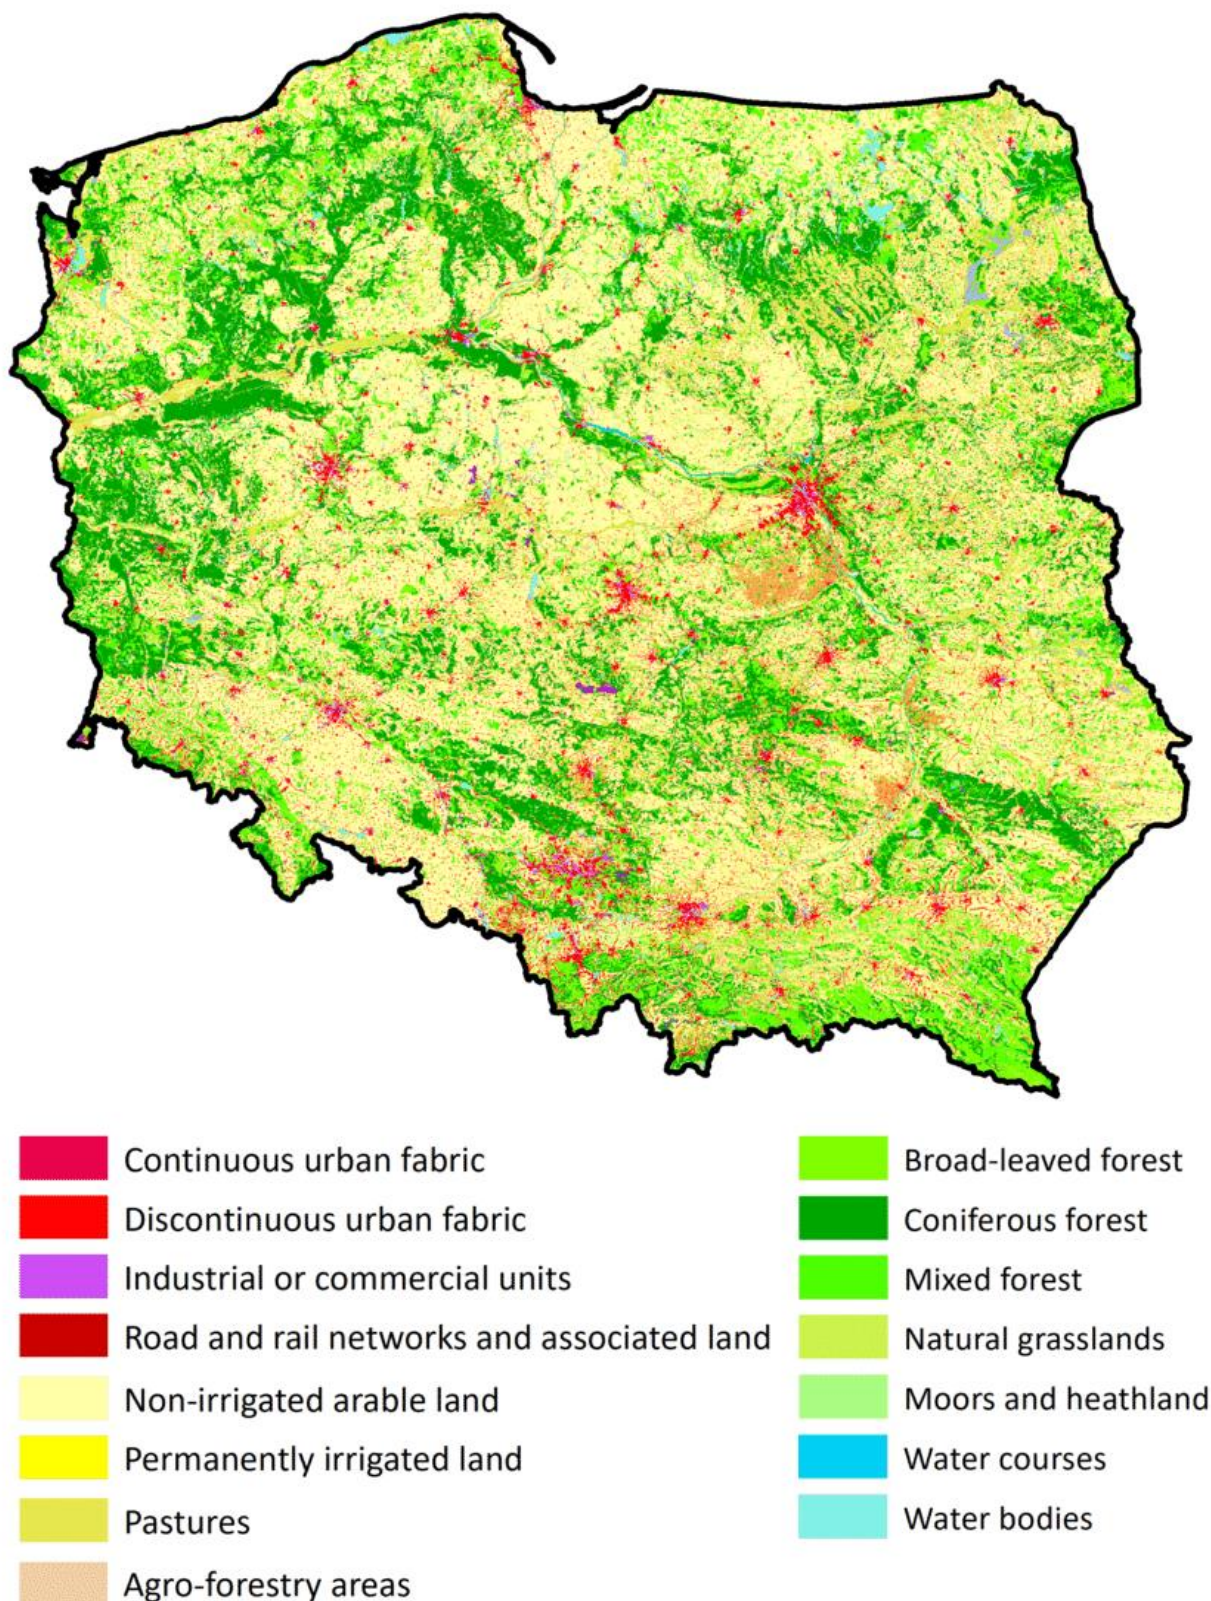 Continuous urban fabric
Discontinuous urban fabric
Industrial or commercial units
Road and rail networks and associated land
Non-irrigated arable land
Permanently irrigated land
Pastures
Agro-forestry areas
Broad-leaved forest
Coniferous forest
Mixed forest
Natural grasslands
Moors and heathland
Water courses
Water bodies